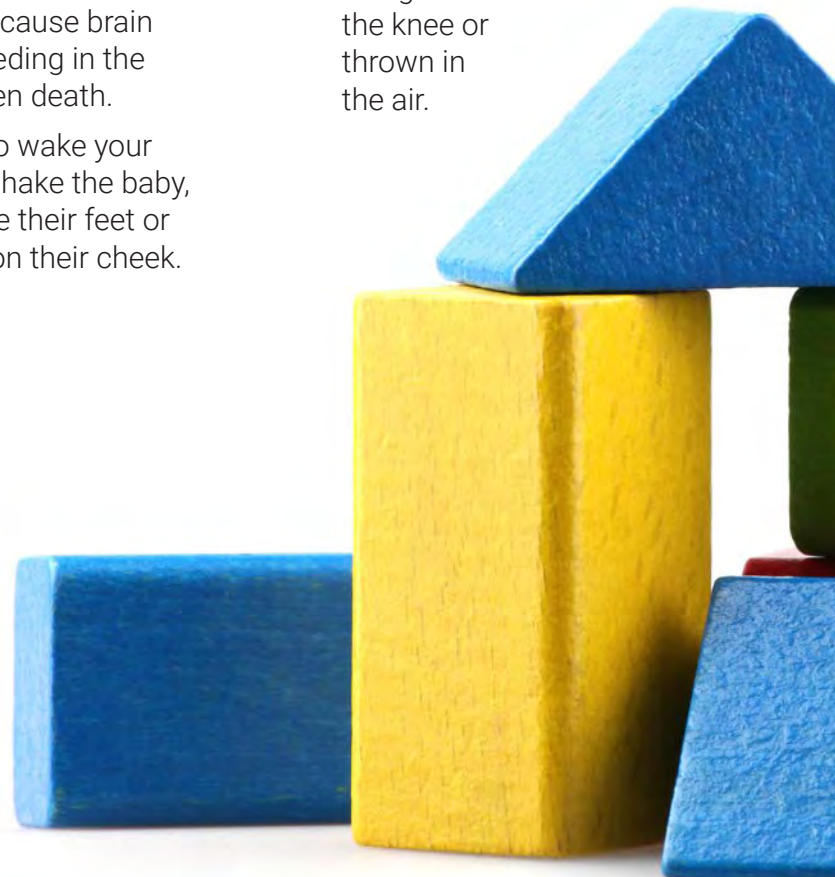 cause brain
eding in the
en death.
o wake your
hake the baby,
e their feet or
on their cheek.
the knee or
thrown in
the air.